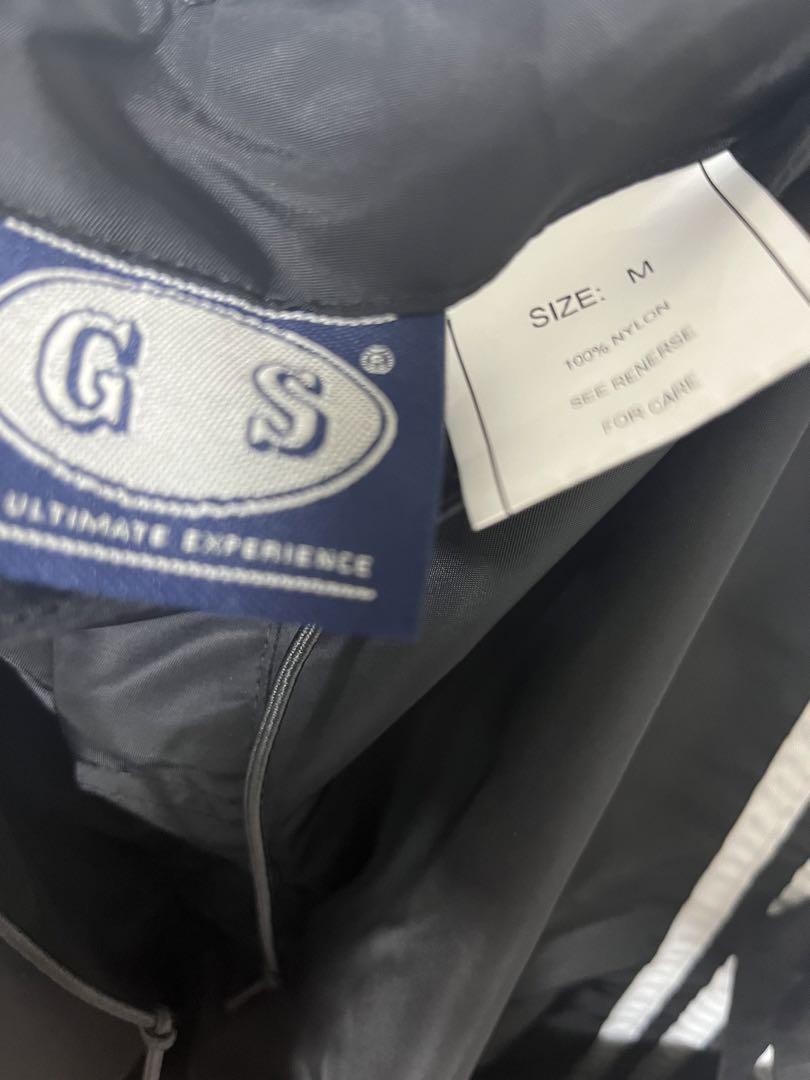 G S ®
ULTIMATE EXPERIENCE
SIZE: M
100% NYLON
SEE RENERSE
FOR CARE